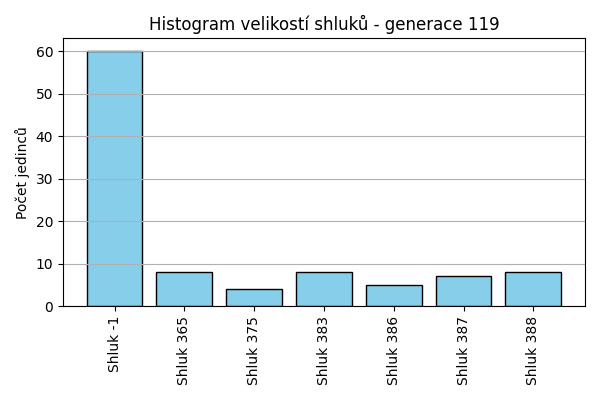 Histogram velikostí shluků - generace 119
Počet jedinců
60
50
40
30
20
10
0
Shluk -1
Shluk 365
Shluk 375
Shluk 383
Shluk 386
Shluk 387
Shluk 388